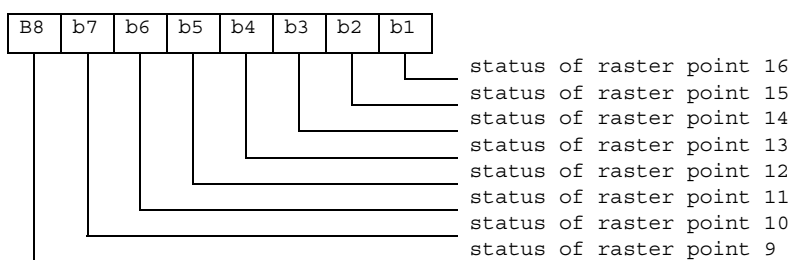 B8 b7 b6 b5 b4 b3 b2 b1
status of raster point 16
status of raster point 15
status of raster point 14
status of raster point 13
status of raster point 12
status of raster point 11
status of raster point 10
status of raster point 9